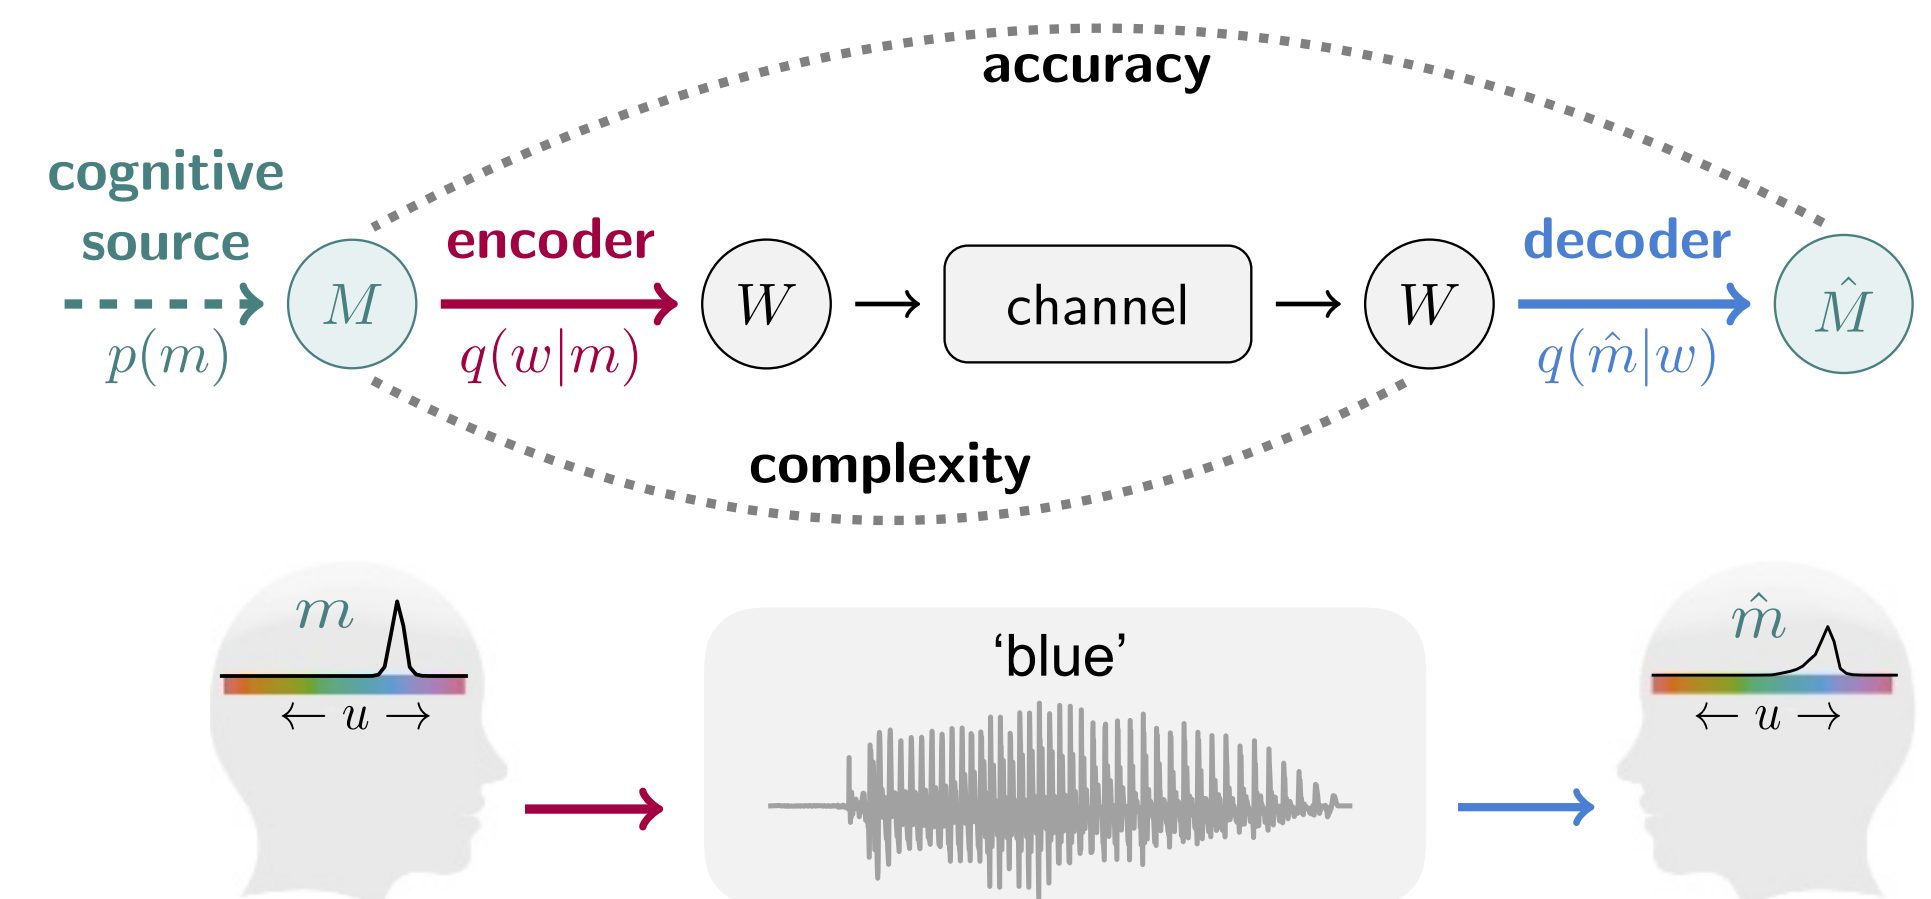 accuracy
cognitive
source
encoder
decoder
M
W
channel
W
M̂
p(m)
q(w|m)
q(m̂|w)
complexity
m
‘blue’
m̂
← u →
← u →